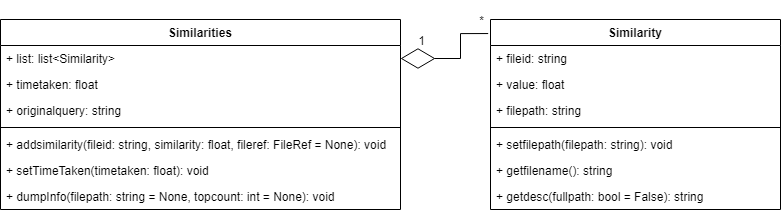 Similarities
+ list: list<Similarity>
+ timetaken: float
+ originalquery: string
+ addsimilarity(fileid: string, similarity: float, fileref: FileRef = None): void
+ setTimeTaken(timetaken: float): void
+ dumpInfo(filepath: string = None, topcount: int = None): void
1
*
Similarity
+ fileid: string
+ value: float
+ filepath: string
+ setfilepath(filepath: string): void
+ getfilename(): string
+ getdesc(fullpath: bool = False): string